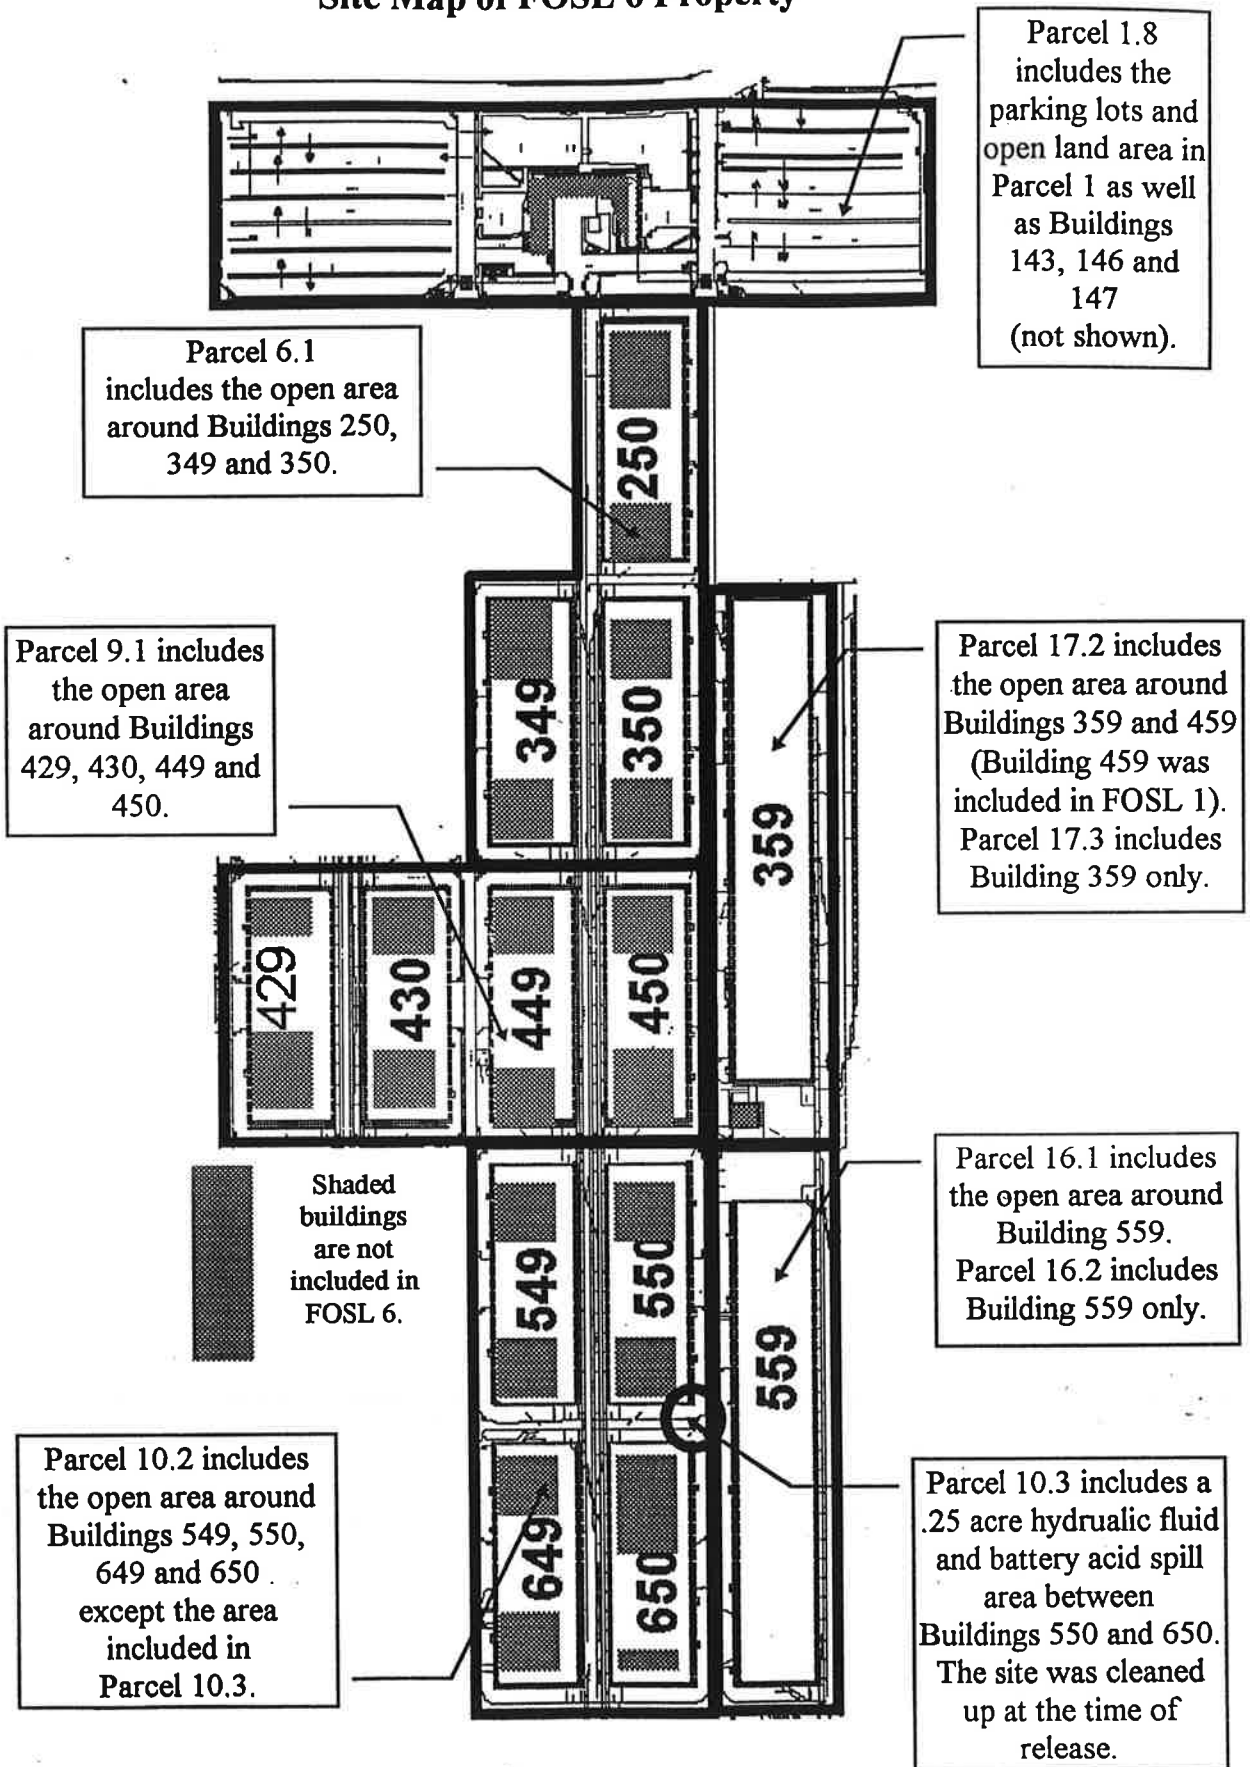 Site Map of FOSL 6 Property
Parcel 1.8
includes the
parking lots and
open land area in
Parcel 1 as well
as Buildings
143, 146 and
147
(not shown).
Parcel 6.1
includes the open area
around Buildings 250,
349 and 350.
250
Parcel 9.1 includes
the open area
around Buildings
429, 430, 449 and
450.
349
350
359
Parcel 17.2 includes
the open area around
Buildings 359 and 459
(Building 459 was
included in FOSL 1).
Parcel 17.3 includes
Building 359 only.
429
430
449
450
Shaded
buildings
are not
included in
FOSL 6.
549
550
559
Parcel 16.1 includes
the open area around
Building 559.
Parcel 16.2 includes
Building 559 only.
Parcel 10.2 includes
the open area around
Buildings 549, 550,
649 and 650
except the area
included in
Parcel 10.3.
649
650
Parcel 10.3 includes a
.25 acre hydrualic fluid
and battery acid spill
area between
Buildings 550 and 650.
The site was cleaned
up at the time of
release.